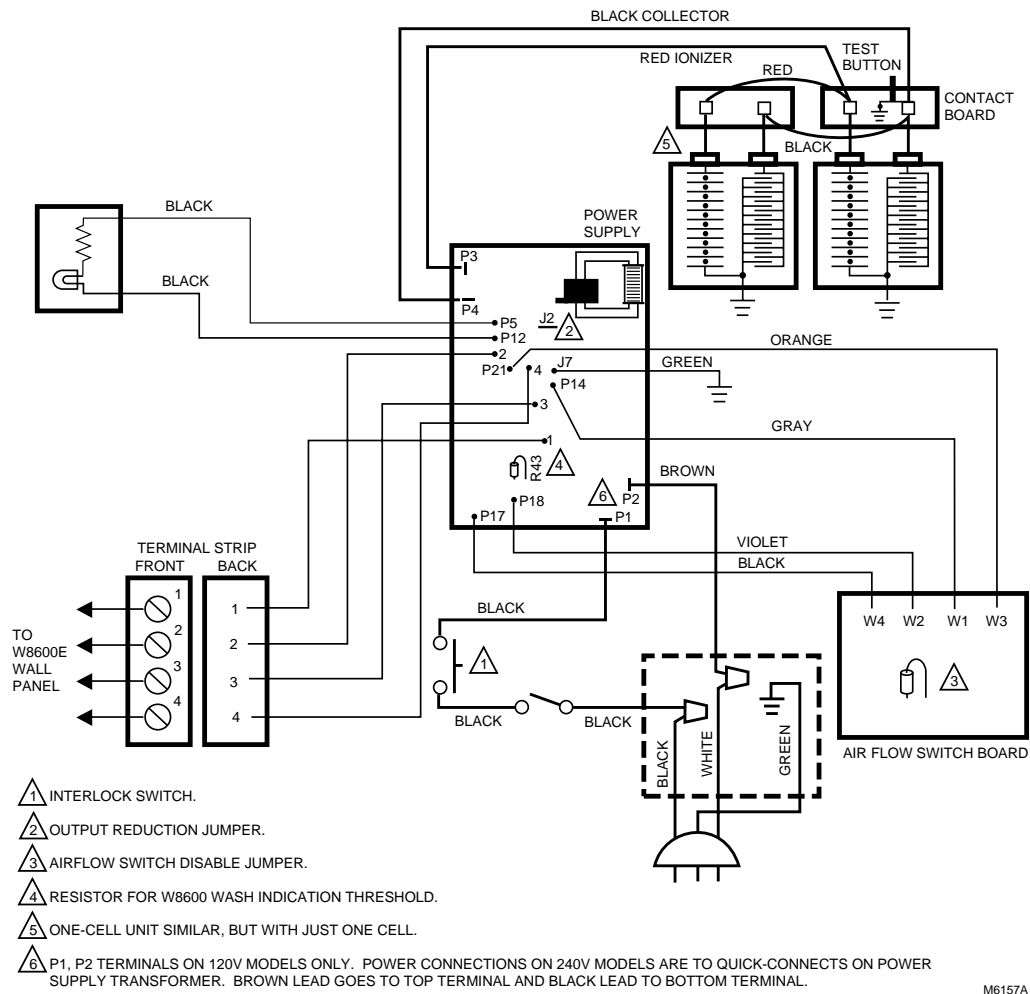 BLACK COLLECTOR
RED IONIZER
TEST
BUTTON
RED
CONTACT
BOARD
BLACK
5
BLACK
POWER
SUPPLY
P3
BLACK
P4
J2
2
P5
P12
ORANGE
2
P21
4
J7
GREEN
P14
3
GRAY
1
R43
4
BROWN
6
P2
P18
P17
P1
VIOLET
TERMINAL STRIP
FRONT
BACK
BLACK
1
1
BLACK
W4
W2
W1
W3
TO
W8600E
WALL
PANEL
2
2
1
3
3
3
4
4
BLACK
BLACK
BLACK
WHITE
GREEN
AIR FLOW SWITCH BOARD
1 INTERLOCK SWITCH.
2 OUTPUT REDUCTION JUMPER.
3 AIRFLOW SWITCH DISABLE JUMPER.
4 RESISTOR FOR W8600 WASH INDICATION THRESHOLD.
5 ONE-CELL UNIT SIMILAR, BUT WITH JUST ONE CELL.
6 P1, P2 TERMINALS ON 120V MODELS ONLY. POWER CONNECTIONS ON 240V MODELS ARE TO QUICK-CONNECTS ON POWER
SUPPLY TRANSFORMER. BROWN LEAD GOES TO TOP TERMINAL AND BLACK LEAD TO BOTTOM TERMINAL.
M6157A